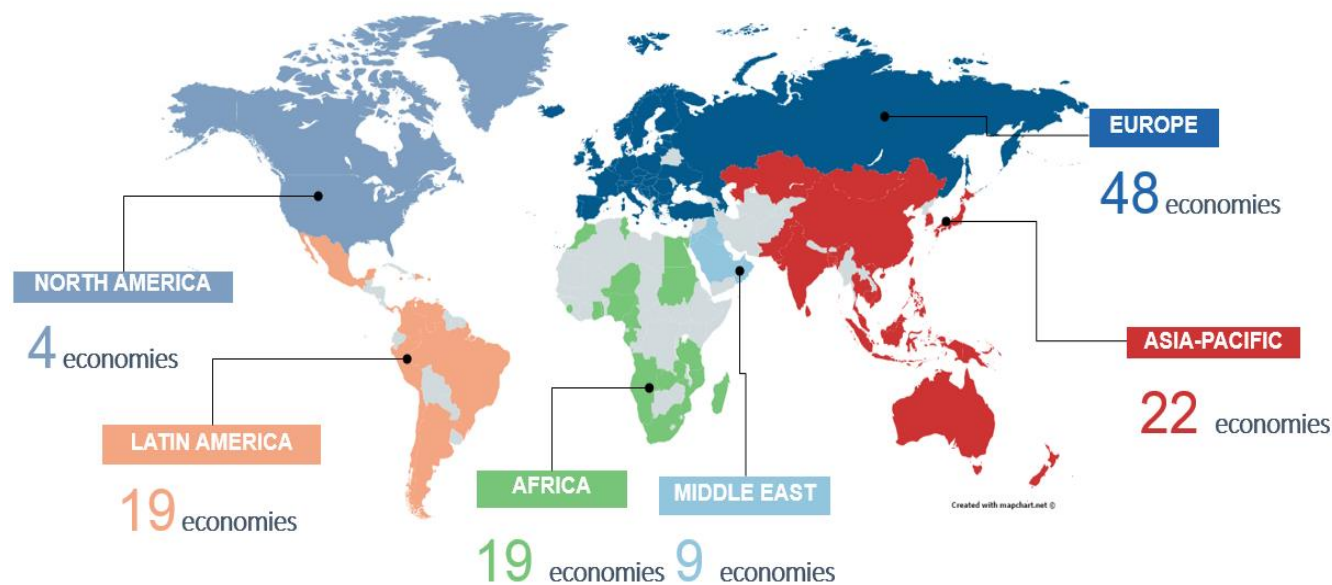 EUROPE
48 economies
NORTH AMERICA
4 economies
ASIA-PACIFIC
22 economies
LATIN AMERICA
19 economies
AFRICA
19 economies
MIDDLE EAST
9 economies
Created with mapchart.net ©